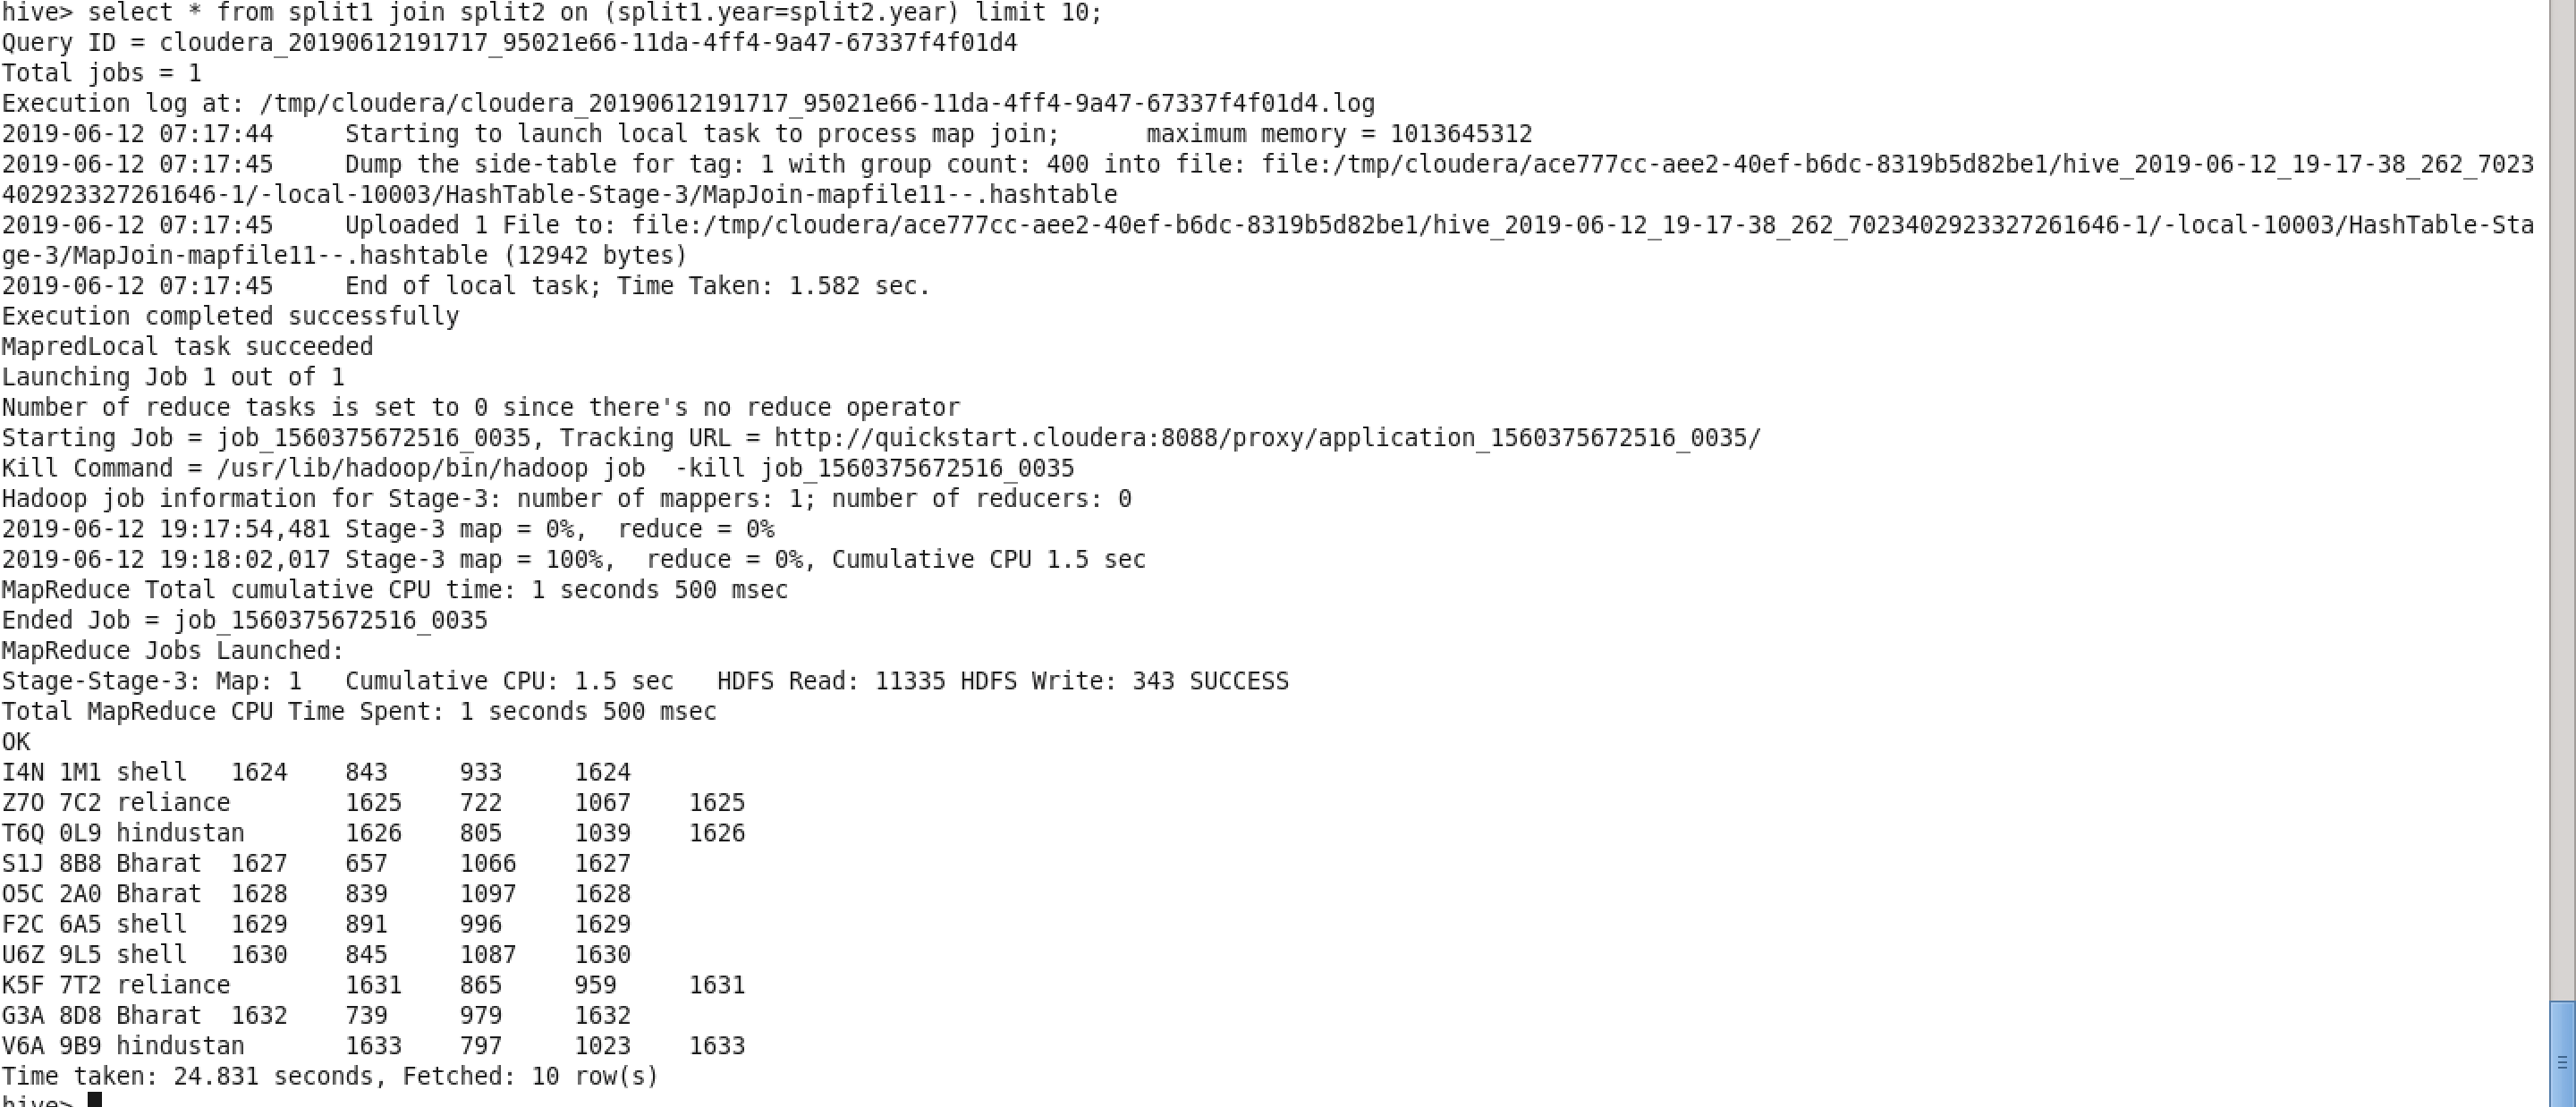 hive> select * from split1 join split2 on (split1.year=split2.year) limit 10;
Query ID = cloudera_20190612191717_95021e66-11da-4ff4-9a47-67337f4f01d4
Total jobs = 1
Execution log at: /tmp/cloudera/cloudera_20190612191717_95021e66-11da-4ff4-9a47-67337f4f01d4.log
2019-06-12 07:17:44     Starting to launch local task to process map join;      maximum memory = 1013645312
2019-06-12 07:17:45     Dump the side-table for tag: 1 with group count: 400 into file: file:/tmp/cloudera/ace777cc-aee2-40ef-b6dc-8319b5d82be1/hive_2019-06-12_19-17-38_262_7023
402923327261646-1/-local-10003/HashTable-Stage-3/MapJoin-mapfile11--.hashtable
2019-06-12 07:17:45     Uploaded 1 File to: file:/tmp/cloudera/ace777cc-aee2-40ef-b6dc-8319b5d82be1/hive_2019-06-12_19-17-38_262_7023402923327261646-1/-local-10003/HashTable-Sta
ge-3/MapJoin-mapfile11--.hashtable (12942 bytes)
2019-06-12 07:17:45     End of local task; Time Taken: 1.582 sec.
Execution completed successfully
MapredLocal task succeeded
Launching Job 1 out of 1
Number of reduce tasks is set to 0 since there's no reduce operator
Starting Job = job_1560375672516_0035, Tracking URL = http://quickstart.cloudera:8088/proxy/application_1560375672516_0035/
Kill Command = /usr/lib/hadoop/bin/hadoop job  -kill job_1560375672516_0035
Hadoop job information for Stage-3: number of mappers: 1; number of reducers: 0
2019-06-12 19:17:54,481 Stage-3 map = 0%,  reduce = 0%
2019-06-12 19:18:02,017 Stage-3 map = 100%,  reduce = 0%, Cumulative CPU 1.5 sec
MapReduce Total cumulative CPU time: 1 seconds 500 msec
Ended Job = job_1560375672516_0035
MapReduce Jobs Launched:
Stage-Stage-3: Map: 1   Cumulative CPU: 1.5 sec   HDFS Read: 11335 HDFS Write: 343 SUCCESS
Total MapReduce CPU Time Spent: 1 seconds 500 msec
OK
I4N 1M1 shell   1624    843     933     1624
Z7O 7C2 reliance        1625    722     1067    1625
T6Q 0L9 hindustan       1626    805     1039    1626
S1J 8B8 Bharat  1627    657     1066    1627
O5C 2A0 Bharat  1628    839     1097    1628
F2C 6A5 shell   1629    891     996     1629
U6Z 9L5 shell   1630    845     1087    1630
K5F 7T2 reliance        1631    865     959     1631
G3A 8D8 Bharat  1632    739     979     1632
V6A 9B9 hindustan       1633    797     1023    1633
Time taken: 24.831 seconds, Fetched: 10 row(s)
hive>